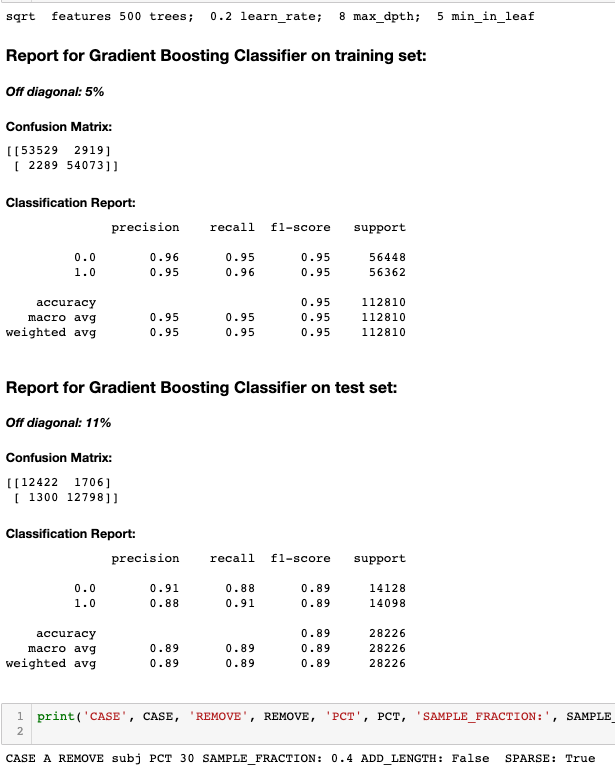 sqrt features 500 trees; 0.2 learn_rate; 8 max_dpth; 5 min_in_leaf
Report for Gradient Boosting Classifier on training set:
Off diagonal: 5%
Confusion Matrix:
[[53529 2919]
[ 2289 54073]]
Classification Report:
precision recall f1-score support
0.0 0.96 0.95 0.95 56448
1.0 0.95 0.96 0.95 56362
accuracy 0.95 112810
macro avg 0.95 0.95 0.95 112810
weighted avg 0.95 0.95 0.95 112810
Report for Gradient Boosting Classifier on test set:
Off diagonal: 11%
Confusion Matrix:
[[12422 1706]
[ 1300 12798]]
Classification Report:
precision recall f1-score support
0.0 0.91 0.88 0.89 14128
1.0 0.88 0.91 0.89 14098
accuracy 0.89 28226
macro avg 0.89 0.89 0.89 28226
weighted avg 0.89 0.89 0.89 28226
1 print('CASE', CASE, 'REMOVE', REMOVE, 'PCT', PCT, 'SAMPLE_FRACTION:', SAMPLE_
2
CASE A REMOVE subj PCT 30 SAMPLE_FRACTION: 0.4 ADD_LENGTH: False SPARSE: True